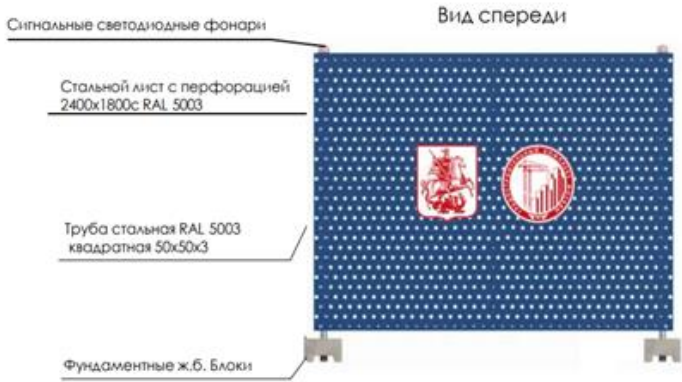 Вид спереди
Сигнальные светодиодные фонари
Стальной лист с перфорацией
2400х1800с RAL 5003
Труба стальная RAL 5003
квадратная 50х50х3
Фундаментные ж.б. Блоки